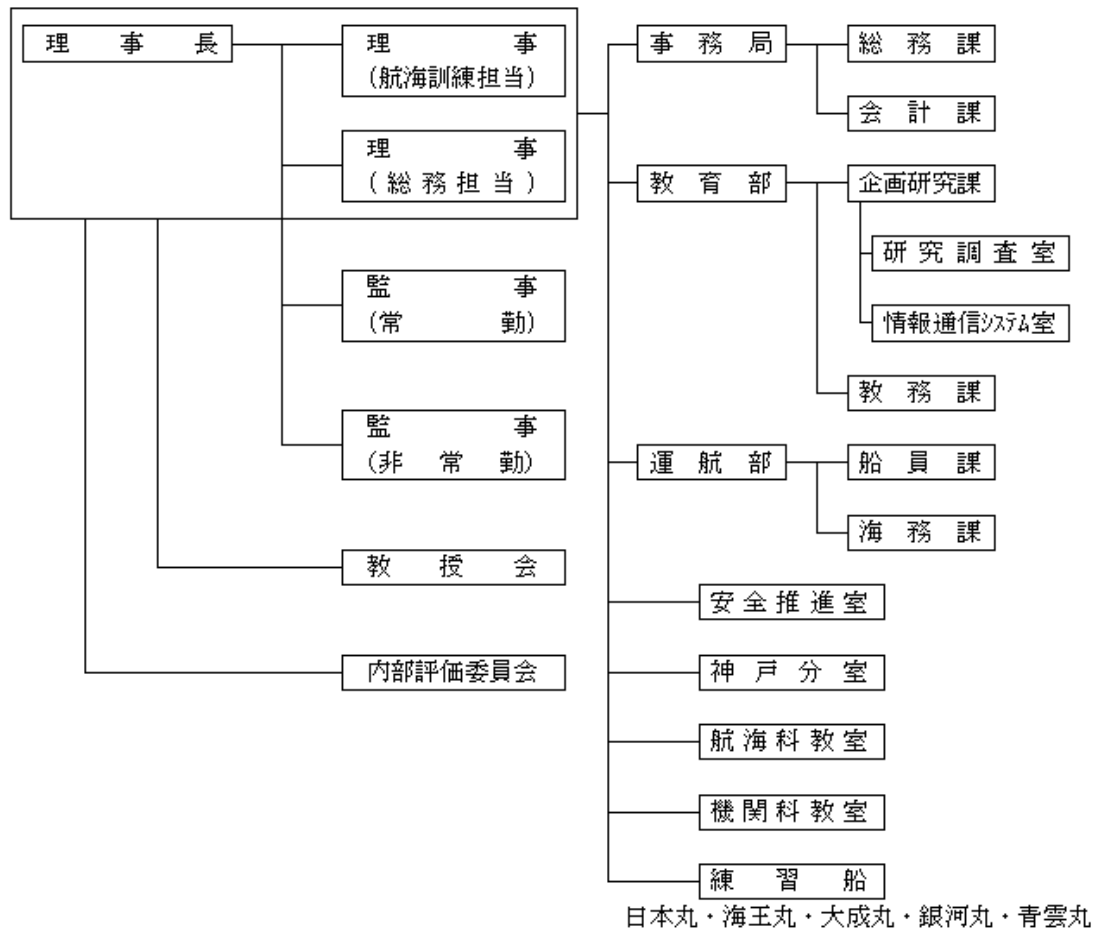 理事長
理事
(航海訓練担当)
理事
(総務担当)
監事
(常勤)
監事
(非常勤)
教授会
内部評価委員会
事務局
総務課
会計課
教育部
企画研究課
研究調査室
情報通信ｼｽﾃﾑ室
教務課
運航部
船員課
海務課
安全推進室
神戸分室
航海科教室
機関科教室
練習船
日本丸・海王丸・大成丸・銀河丸・青雲丸